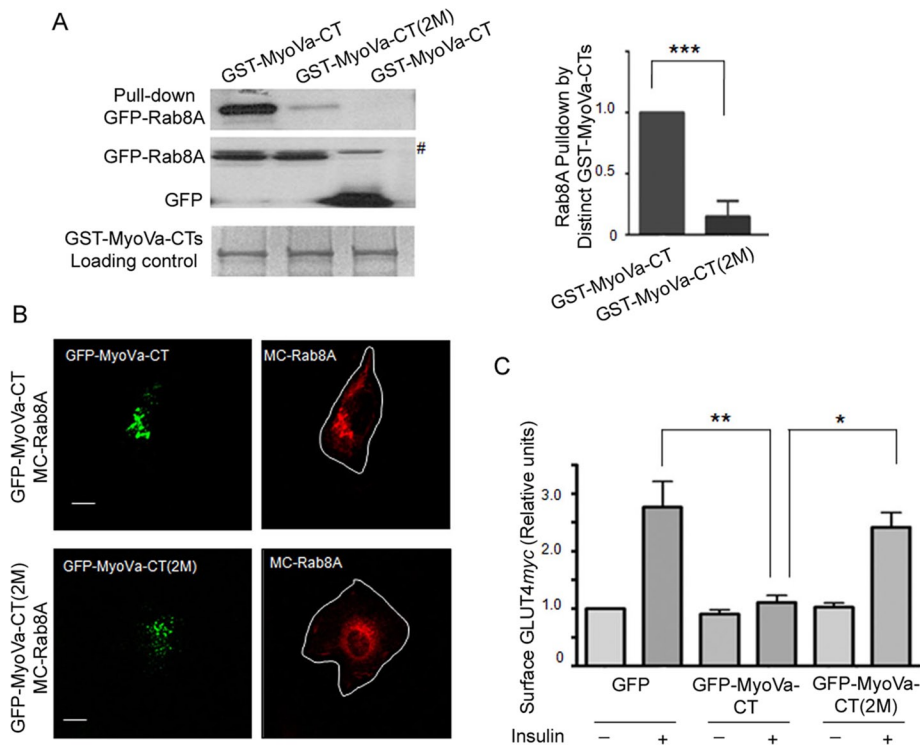 A
GST-MyoVa-CT
GST-MyoVa-CT(2M)
GST-MyoVa-CT
Pull-down
GFP-Rab8A
GFP-Rab8A
#
GFP
GST-MyoVa-CTs
Loading control
Rab8A Pulldown by
Distinct GST-MyoVa-CTs
***
1.0
0.5
0
GST-MyoVa-CT
GST-MyoVa-CT(2M)
B
GFP-MyoVa-CT
MC-Rab8A
GFP-MyoVa-CT
MC-Rab8A
GFP-MyoVa-CT(2M)
MC-Rab8A
GFP-MyoVa-CT(2M)
MC-Rab8A
C
Surface GLUT4myc (Relative units)
** *
3.0
2.0
1.0
0
GFP
GFP-MyoVa-
CT
GFP-MyoVa-
CT(2M)
Insulin − + − + − +